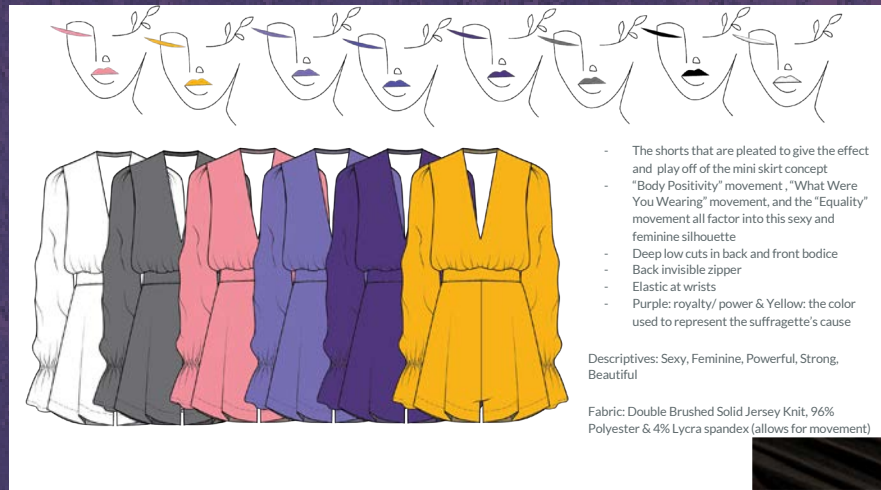 - The shorts that are pleated to give the effect
and play off of the mini skirt concept
- "Body Positivity" movement , "What Were
You Wearing" movement, and the "Equality"
movement all factor into this sexy and
feminine silhouette
- Deep low cuts in back and front bodice
- Back invisible zipper
- Elastic at wrists
- Purple: royalty/ power & Yellow: the color
used to represent the suffragette's cause
Descriptives: Sexy, Feminine, Powerful, Strong,
Beautiful
Fabric: Double Brushed Solid Jersey Knit, 96%
Polyester & 4% Lycra spandex (allows for movement)